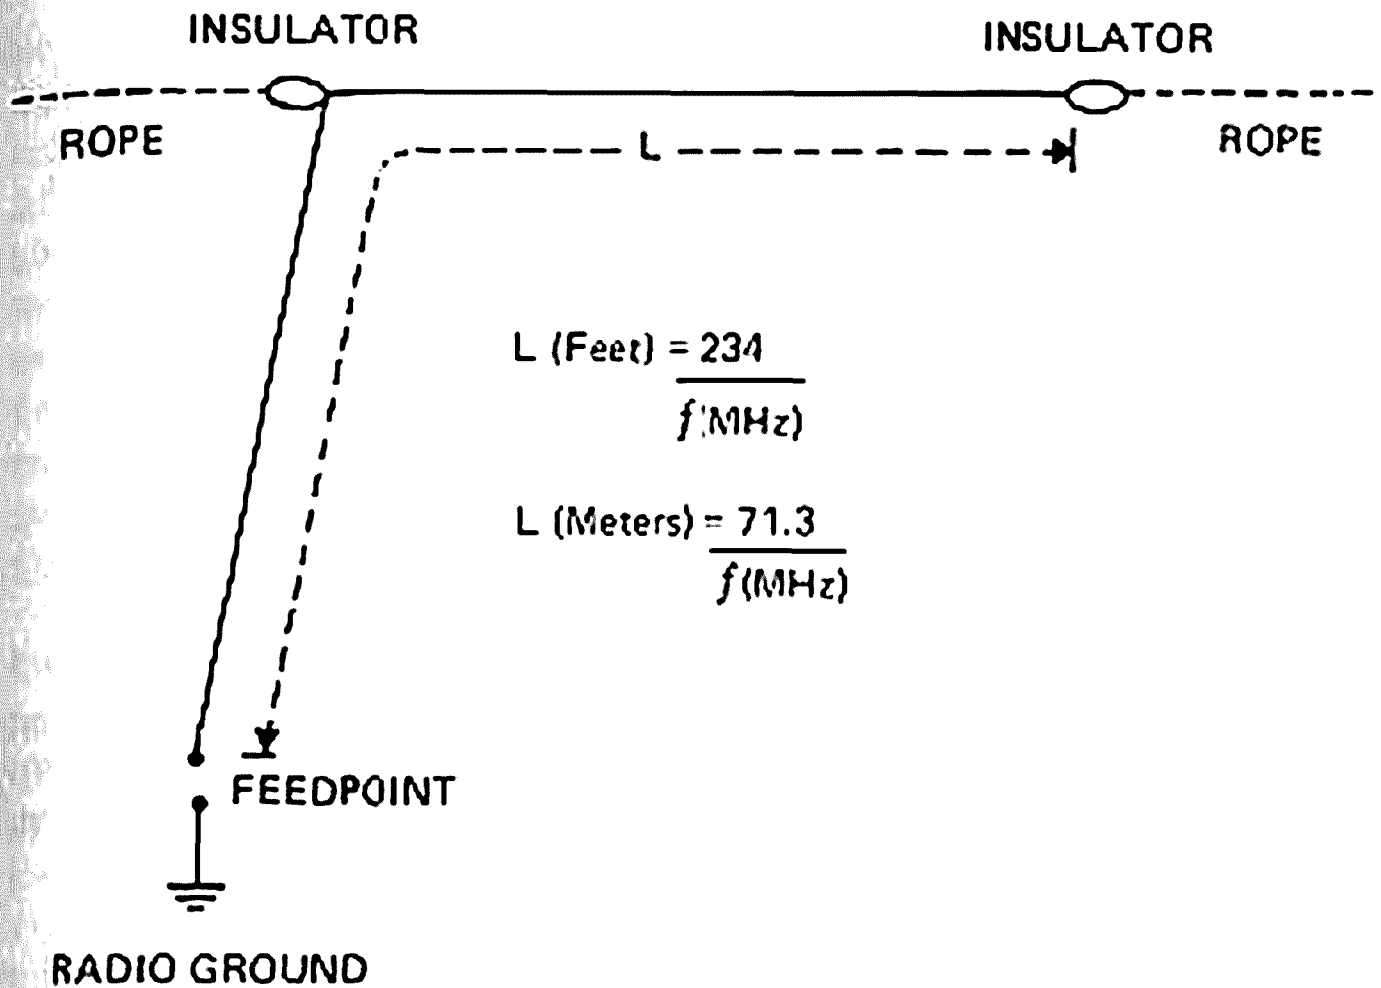 INSULATOR
INSULATOR
ROPE
ROPE
L
L (Feet) = 234
f(MHz)
L (Meters) = 71.3
f(MHz)
FEEDPOINT
RADIO GROUND